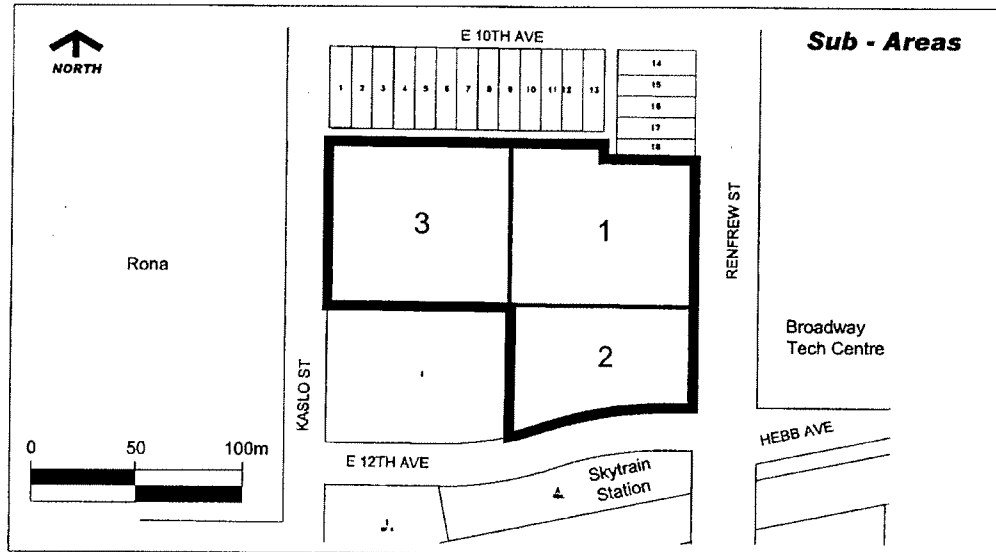 E 10TH AVE
Sub - Areas
NORTH
1 2 3 4 5 6 7 8 9 10 11 12 13
14
15
16
17
18
3
1
RENFREW ST
Rona
Broadway
Tech Centre
2
KASLO ST
0 50 100m
HEBB AVE
E 12TH AVE
Skytrain
Station